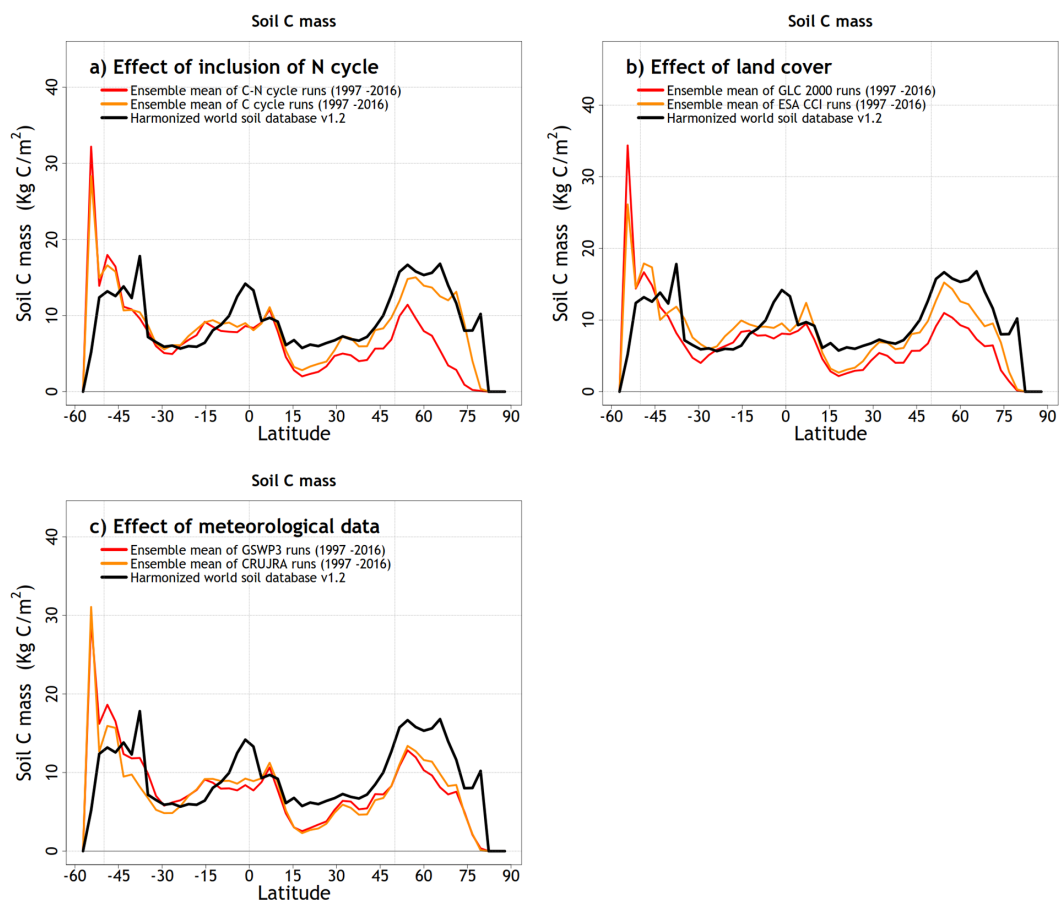 Soil C mass
a) Effect of inclusion of N cycle
Ensemble mean of C-N cycle runs (1997 -2016)
Ensemble mean of C cycle runs (1997 -2016)
Harmonized world soil database v1.2
Soil C mass (Kg C/m²)
40
30
20
10
0
-60 -45 -30 -15 0 15 30 45 60 75 90
Latitude
Soil C mass
b) Effect of land cover
Ensemble mean of GLC 2000 runs (1997 -2016)
Ensemble mean of ESA CCI runs (1997 -2016)
Harmonized world soil database v1.2
Soil C mass (Kg C/m²)
40
30
20
10
0
-60 -45 -30 -15 0 15 30 45 60 75 90
Latitude
Soil C mass
c) Effect of meteorological data
Ensemble mean of GSWP3 runs (1997 -2016)
Ensemble mean of CRUJRA runs (1997 -2016)
Harmonized world soil database v1.2
Soil C mass (Kg C/m²)
40
30
20
10
0
-60 -45 -30 -15 0 15 30 45 60 75 90
Latitude